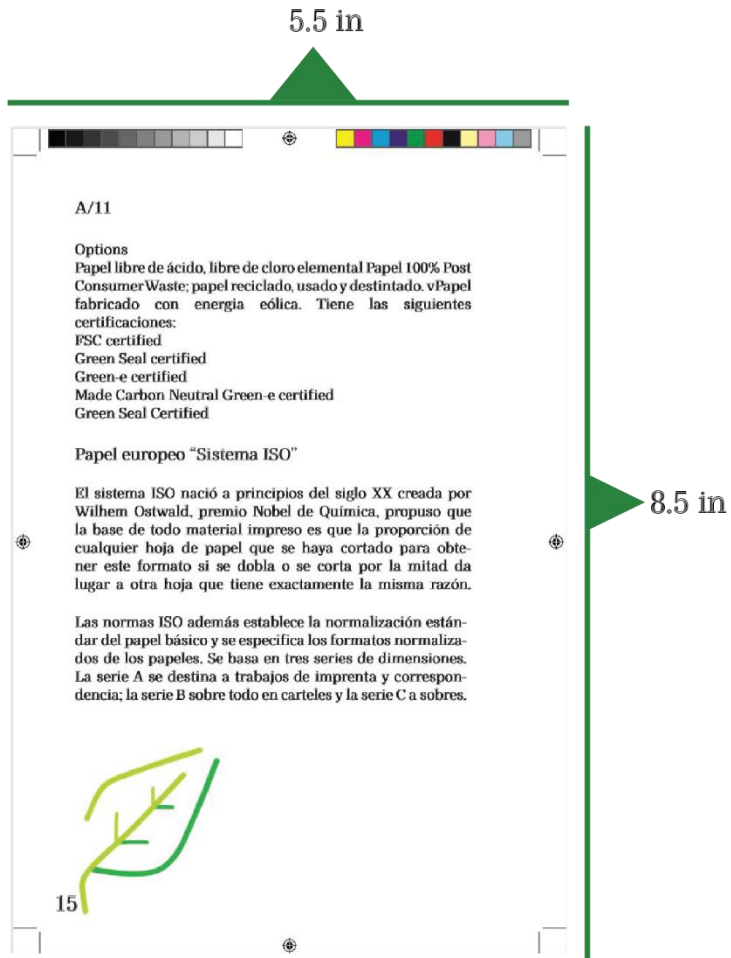 5.5 in
A/11
Options
Papel libre de ácido, libre de cloro elemental Papel 100% Post
Consumer Waste; papel reciclado, usado y destintado. vPapel
fabricado con energia eólica. Tiene las siguientes
certificaciones:
FSC certified
Green Seal certified
Green-e certified
Made Carbon Neutral Green-e certified
Green Seal Certified
Papel europeo “Sistema ISO”
El sistema ISO nació a principios del siglo XX creada por
Wilhem Ostwald, premio Nobel de Química, propuso que
la base de todo material impreso es que la proporción de
cualquier hoja de papel que se haya cortado para obte-
ner este formato si se dobla o se corta por la mitad da
lugar a otra hoja que tiene exactamente la misma razón.
8.5 in
Las normas ISO además establece la normalización están-
dar del papel básico y se especifica los formatos normaliza-
dos de los papeles. Se basa en tres series de dimensiones.
La serie A se destina a trabajos de imprenta y correspon-
dencia; la serie B sobre todo en carteles y la serie C a sobres.
15